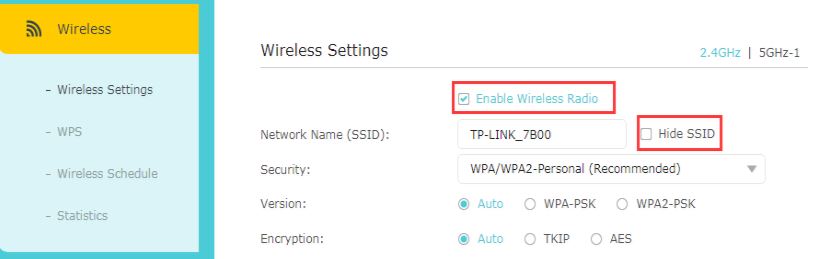 Wireless
- Wireless Settings
- WPS
- Wireless Schedule
- Statistics
Wireless Settings
2.4GHz | 5GHz-1
Enable Wireless Radio
Network Name (SSID): TP-LINK_7B00 Hide SSID
Security: WPA/WPA2-Personal (Recommended)
Version: Auto WPA-PSK WPA2-PSK
Encryption: Auto TKIP AES